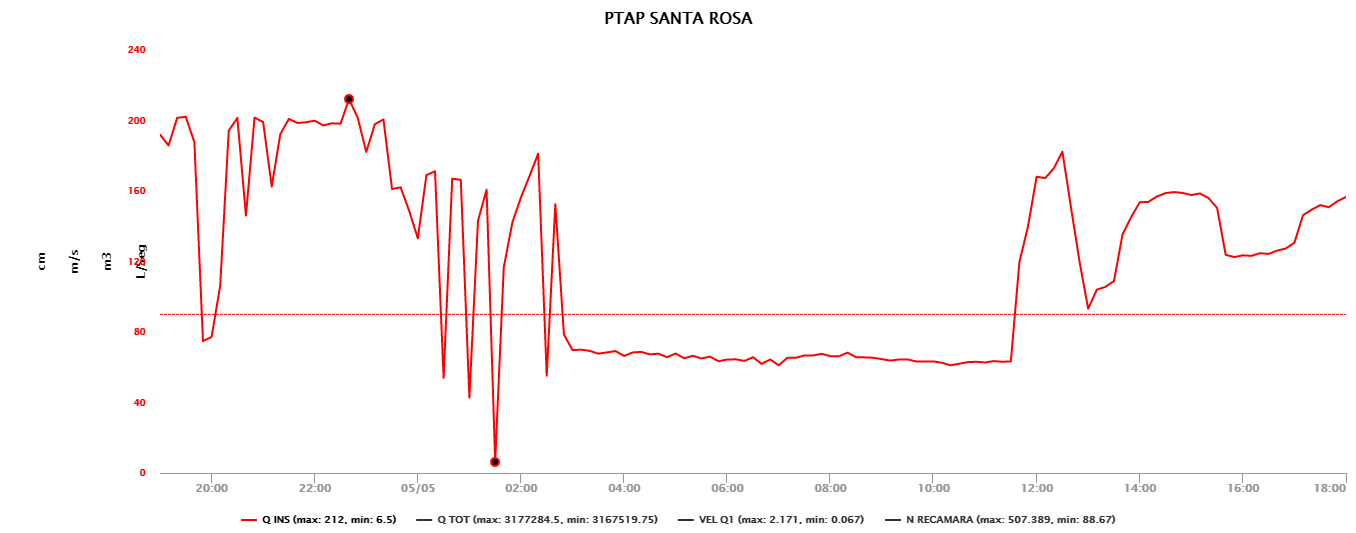 PTAP SANTA ROSA
240
200
160
120
80
40
0
cm
m/s
m3
L/Seg
20:00
22:00
05/05
02:00
04:00
06:00
08:00
10:00
12:00
14:00
16:00
18:00
Q INS (max: 212, min: 6.5)
Q TOT (max: 3177284.5, min: 3167519.75)
VEL Q1 (max: 2.171, min: 0.067)
N RECAMARA (max: 507.389, min: 88.67)